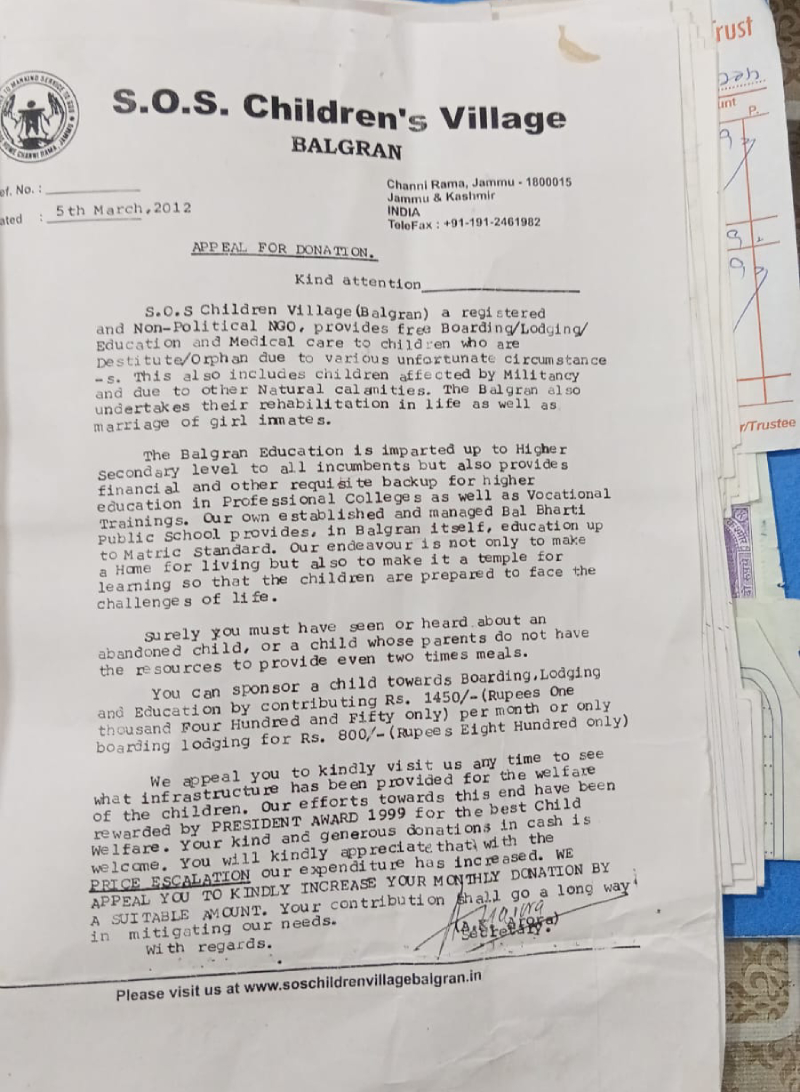 S.O.S. Children's Village
BALGRAN
ef. No. :
ated : 5th March,2012
Channi Rama, Jammu - 1800015
Jammu & Kashmir
INDIA
TeleFax : +91-191-2461982
APPEAL FOR DONATION.
Kind attention
S.O.S Children Village(Balgran) a registered
and Non-Political NGO, provides free Boarding/Lodging/
Education and Medical care to children who are
Destitute/Orphan due to various unfortunate circumstance
-s. This also includes children affected by Militancy
and due to other Natural calanities. The Balgran also
undertakes their rehabilitation in life as well as
marriage of girl inmates.
The Balgran Education is imparted up to Higher
Secondary level to all incumbents but also provides
financial and other requisite backup for higher
education in Professional Colleges as well as Vocational
Trainings. Our own established and managed Bal Bharti
Public School provides, in Balgran itself, education up
to Matric Standard. Our endeavour is not only to make
a Home for living but also to make it a temple for
learning so that the children are prepared to face the
challenges of life.
Surely you must have seen or heard about an
abandoned child, or a child whose parents do not have
the resources to provide even two times meals.
You can sponsor a child towards Boarding,Lodging
and Education by contributing Rs. 1450/-(Rupees One
thousand Four Hundred and Fifty only) per month or only
boarding lodging for Rs. 800/-(Rupees Eight Hundred only)
We appeal you to kindly visit us any time to see
what infrastructure has been provided for the welfare
of the children. Our efforts towards this end have been
rewarded by PRESIDENT AWARD 1999 for the best Child
Welfare. Your kind and generous donations in cash is
welcome. You will kindly appreciate that with the
PRICE ESCALATION our expenditure has increased. WE
APPEAL YOU TO KINDLY INCREASE YOUR MONTHLY DONATION BY
A SUITABLE AMOUNT. Your contribution shall go a long way
in mitigating our needs.
With regards.
(A.K. Arora)
Secretary.
Please visit us at www.soschildrenvillagebalgran.in
rust
unt
P.
r/Trustee